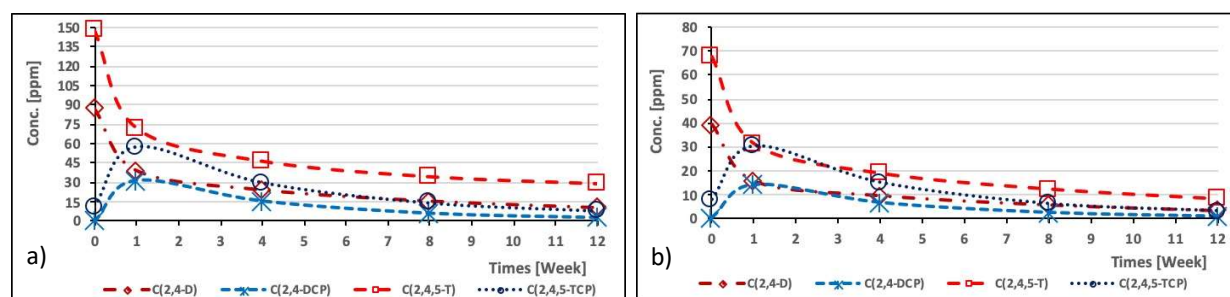 150
135
120
105
90
75
60
45
30
15
0
Conc. [ppm]
0 1 2 3 4 5 6 7 8 9 10 11 12
Times [Week]
a)
C(2,4-D) C(2,4-DCP) C(2,4,5-T) C(2,4,5-TCP)
80
70
60
50
40
30
20
10
0
Conc. [ppm]
0 1 2 3 4 5 6 7 8 9 10 11 12
Times [Week]
b)
C(2,4-D) C(2,4-DCP) C(2,4,5-T) C(2,4,5-TCP)